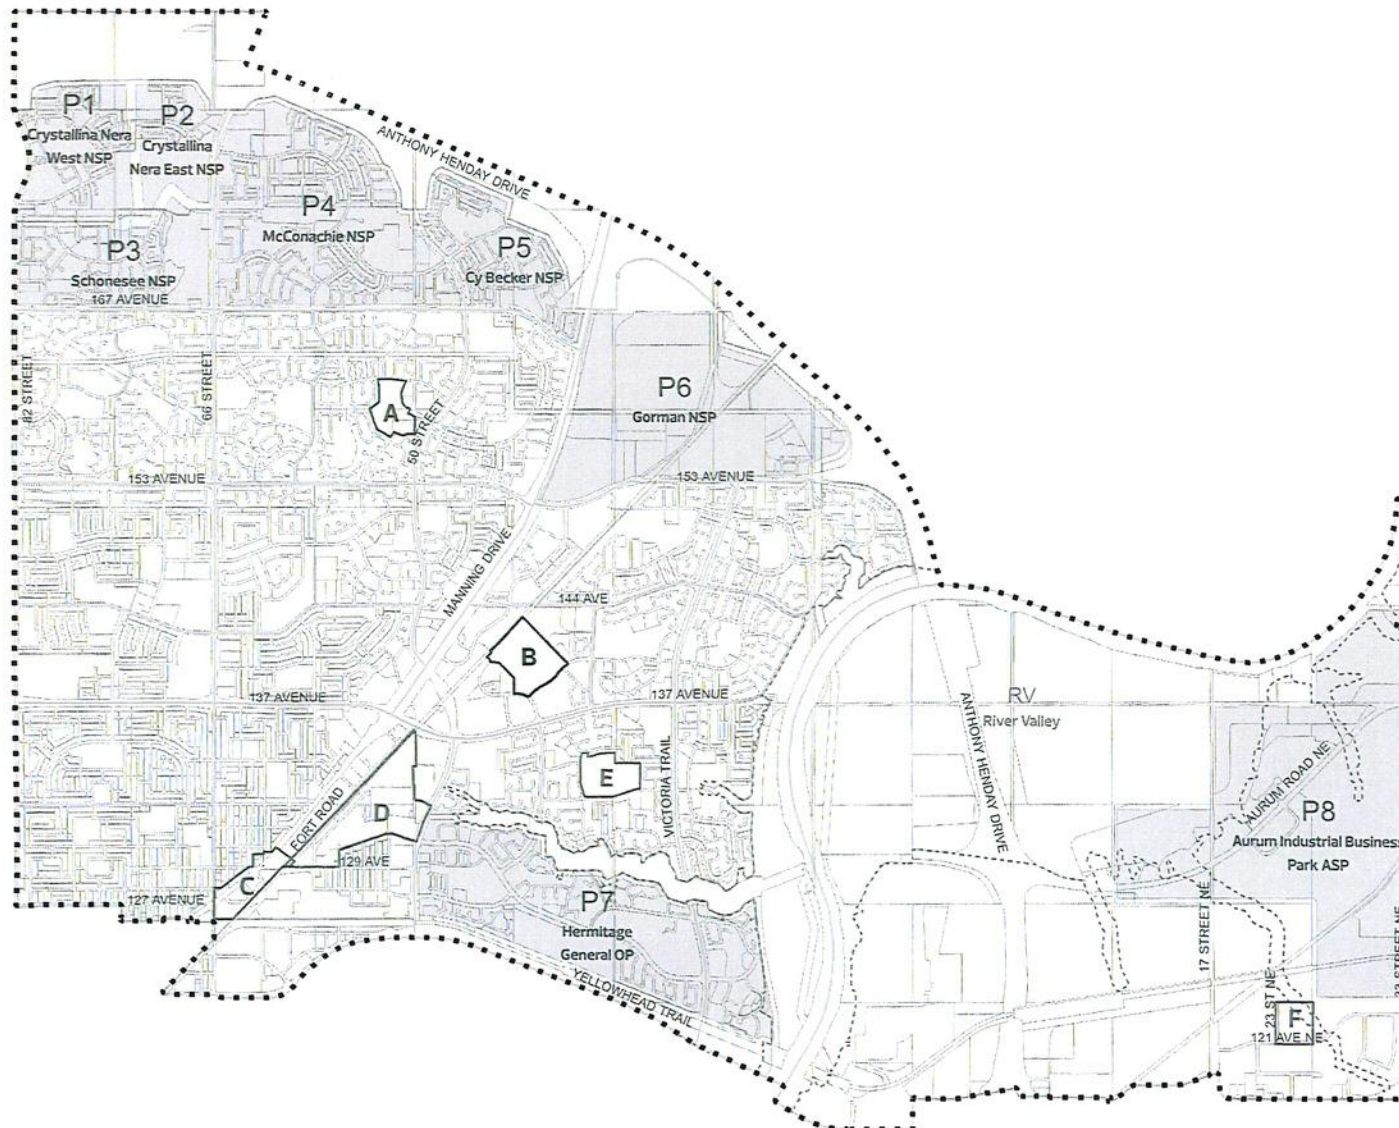 P1
Crystallina Nera
West NSP
P2
Crystallina
Nera East NSP
ANTHONY HENDAY DRIVE
P4
McConachie NSP
P5
Cy Becker NSP
P3
Schonesee NSP
167 AVENUE
82 STREET
66 STREET
A
50 STREET
P6
Gorman NSP
153 AVENUE
153 AVENUE
MANNING DRIVE
144 AVE
B
137 AVENUE
137 AVENUE
RV
River Valley
ANTHONY HENDAY DRIVE
E
VICTORIA TRAIL
FORT ROAD
D
AURUM ROAD NE
P8
Aurum Industrial Business
Park ASP
129 AVE
C
127 AVENUE
P7
Hermitage
General OP
YELLOWHEAD TRAIL
17 STREET NE
23 ST NE
F
121 AVE NE